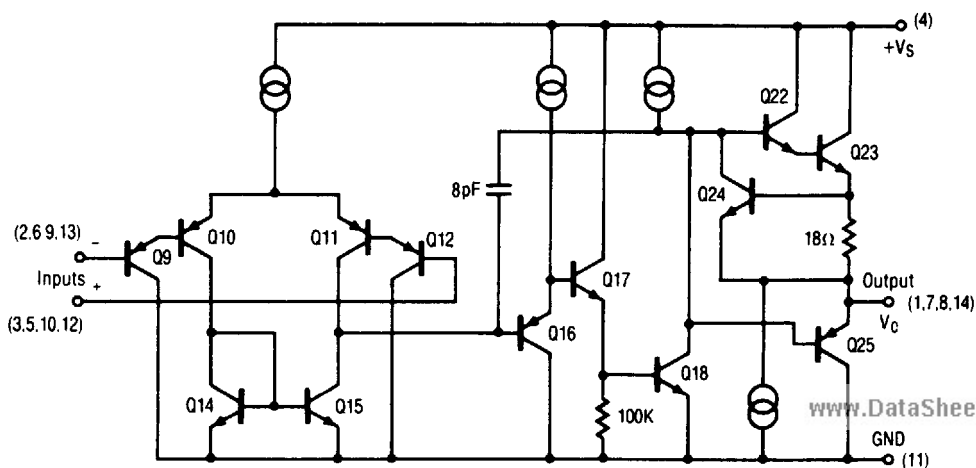 (4)
+VS
Q22
Q23
8pF
Q24
(2.6 9.13)
−
Q9
Q10
Q11
Q12
18Ω
Inputs
+
Q17
Output
(3,5,10,12)
(1,7,8,14)
Q16
VC
Q25
Q14
Q15
100K
Q18
www.DataShee
GND
(11)